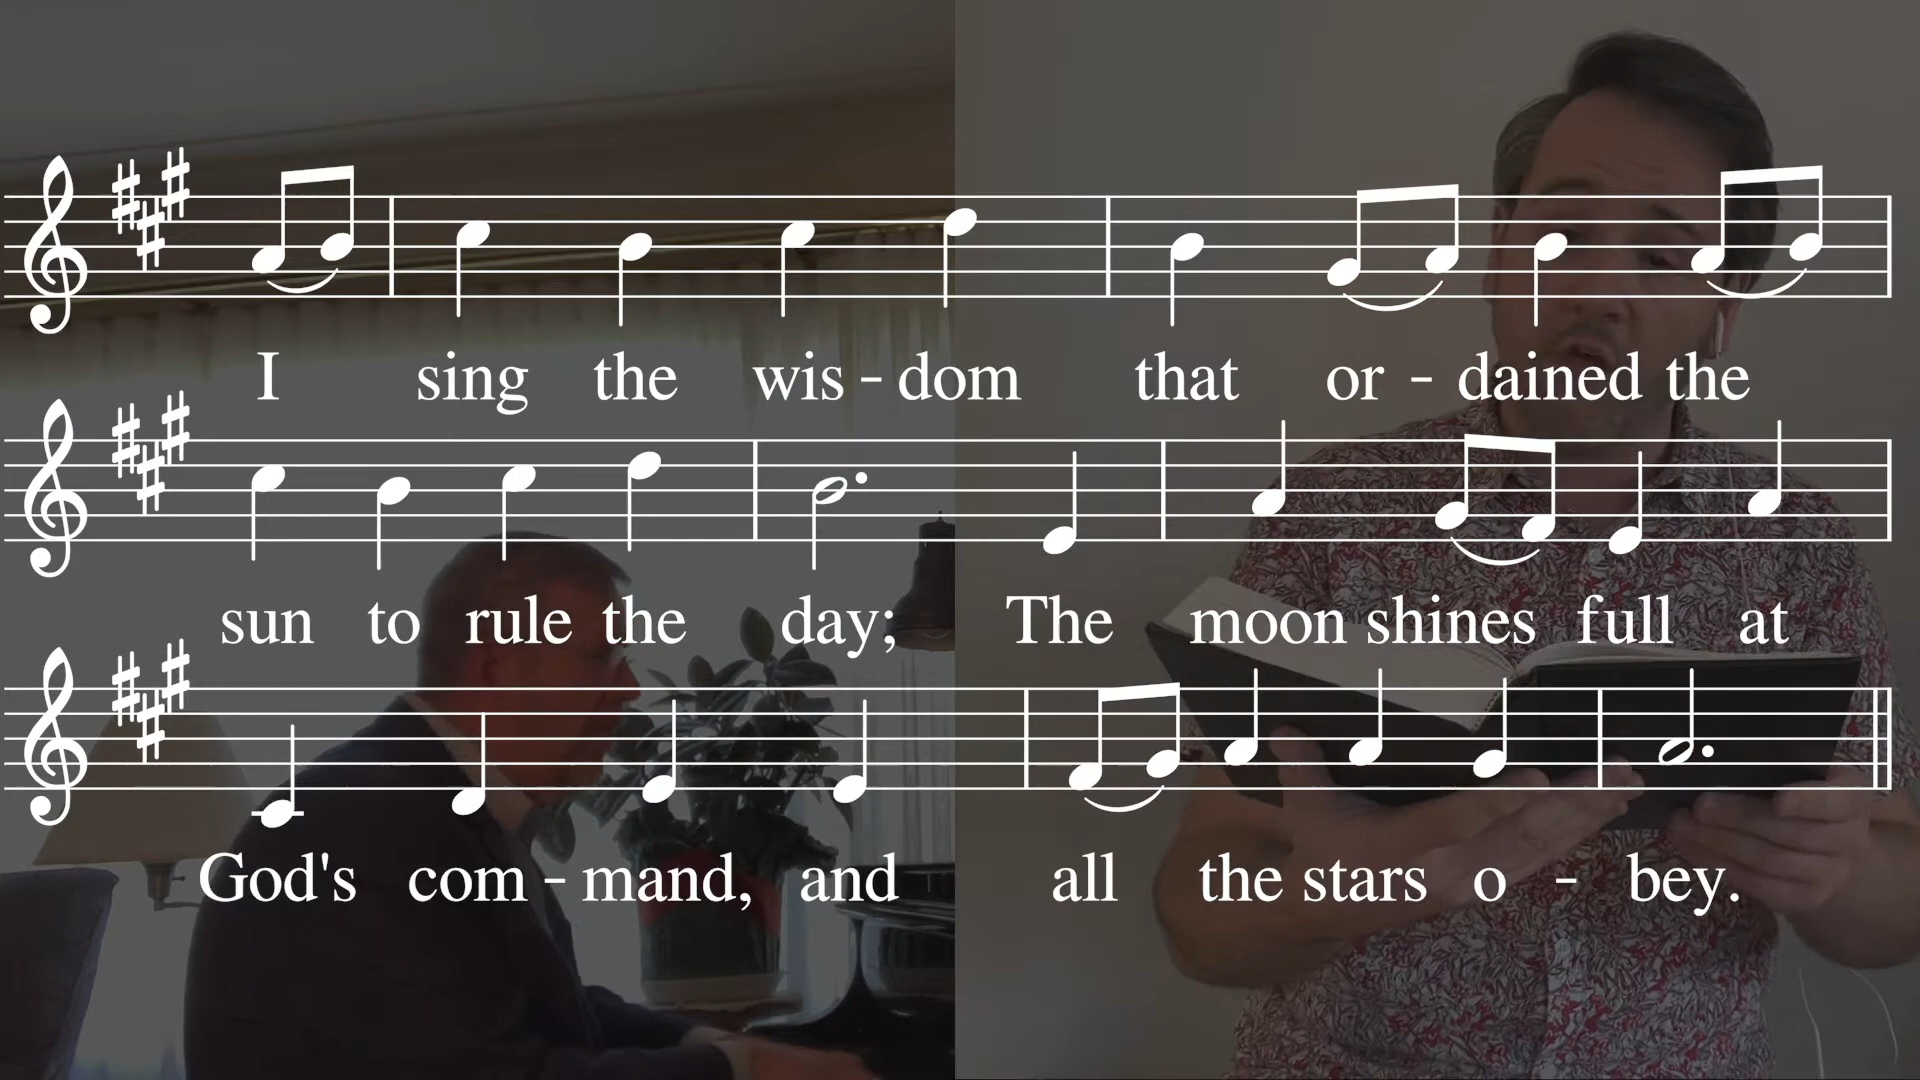 I sing the wis - dom that or - dained the
sun to rule the day; The moon shines full at
God's com - mand, and all the stars o - bey.